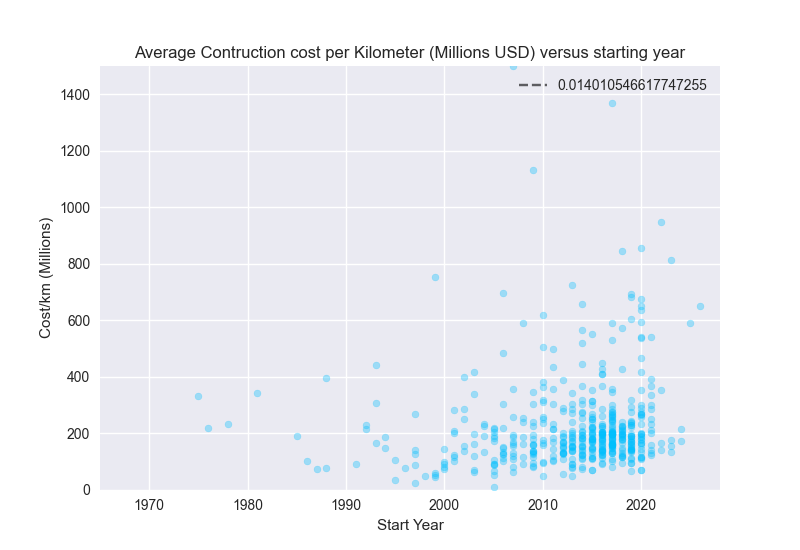 Average Contruction cost per Kilometer (Millions USD) versus starting year
0.014010546617747255
1400
1200
1000
800
600
400
200
0
Cost/km (Millions)
1970 1980 1990 2000 2010 2020
Start Year